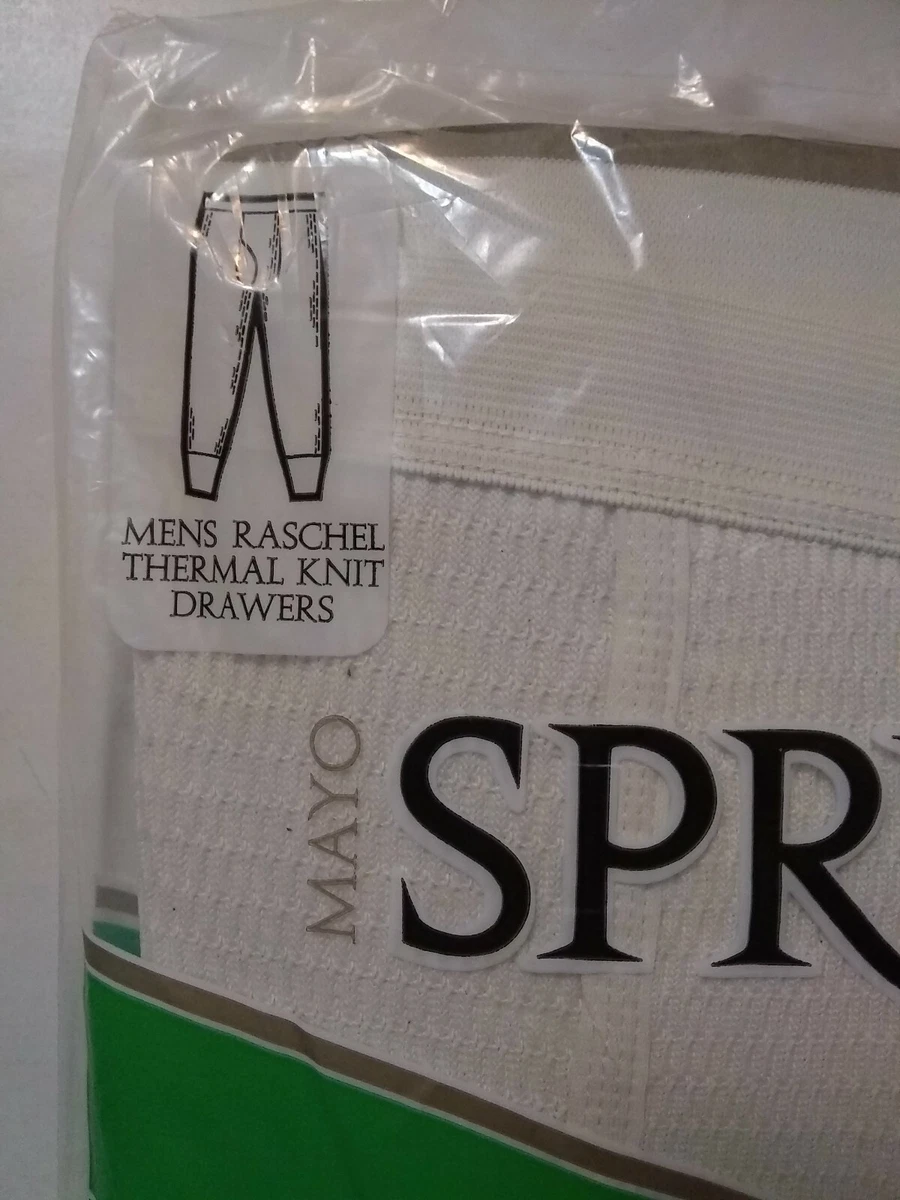 MENS RASCHEL
THERMAL KNIT
DRAWERS
MAYO
SPR